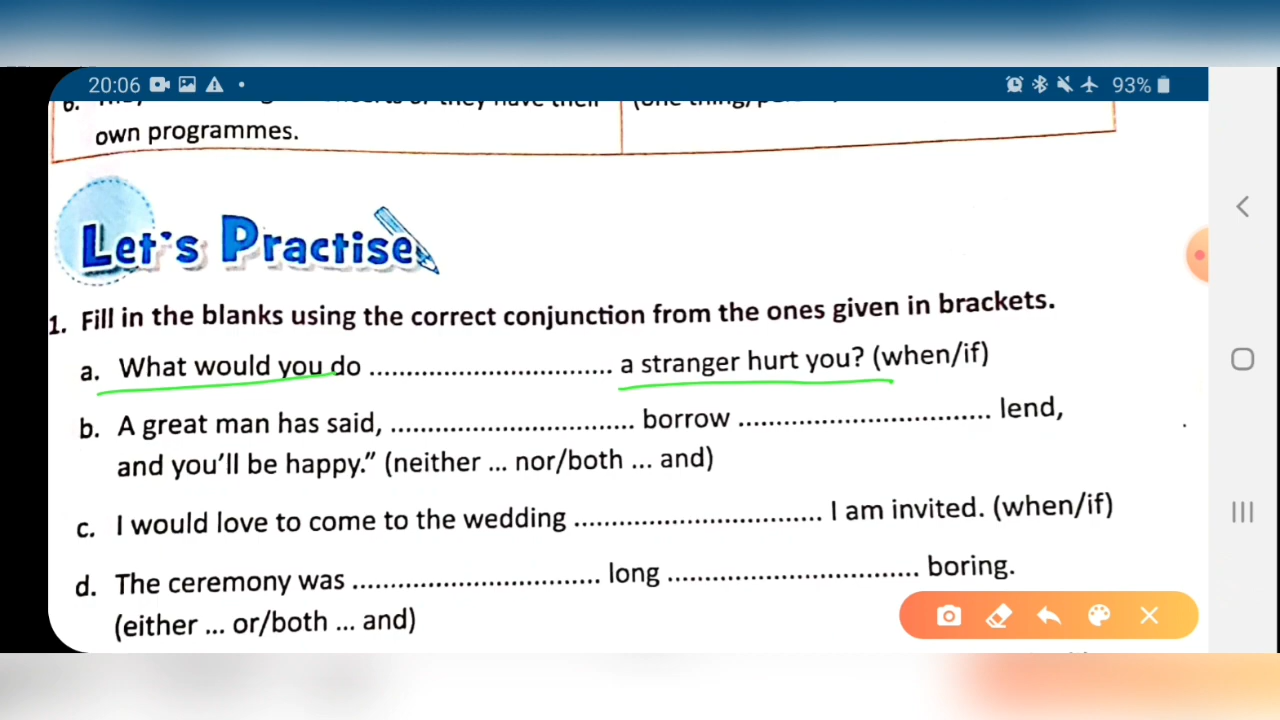 20:06
93%
own programmes.
Let's Practise
1. Fill in the blanks using the correct conjunction from the ones given in brackets.
a. What would you do .............................. a stranger hurt you? (when/if)
b. A great man has said, .............................. borrow .............................. lend,
and you'll be happy." (neither ... nor/both ... and)
c. I would love to come to the wedding .............................. I am invited. (when/if)
d. The ceremony was .............................. long .............................. boring.
(either ... or/both ... and)